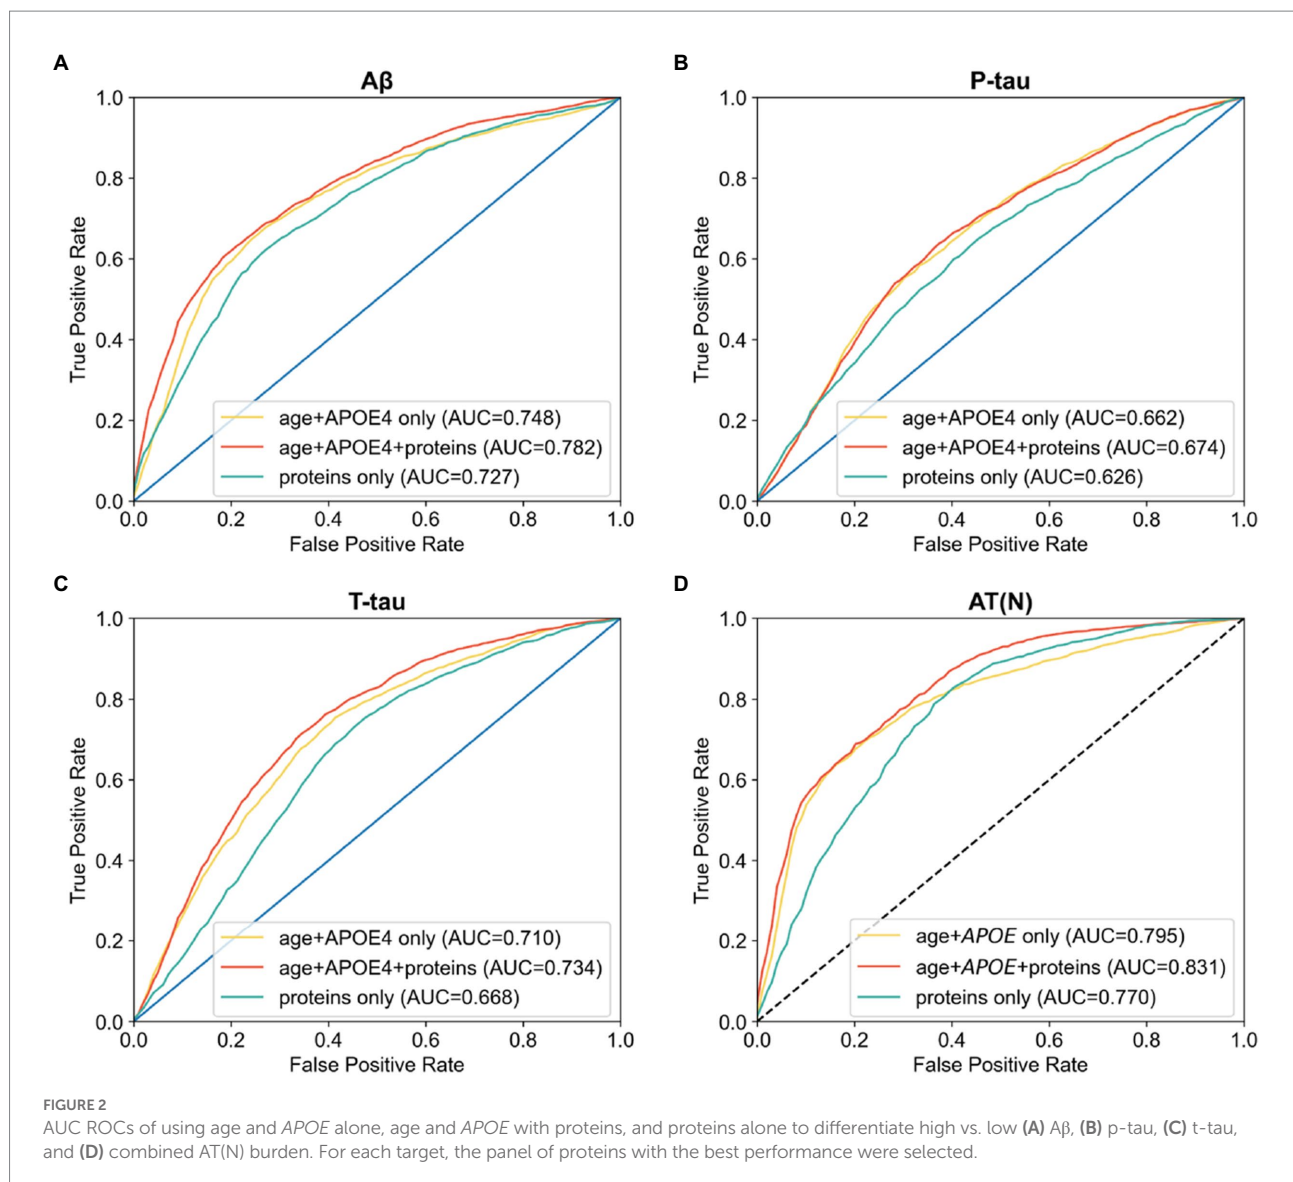 A
Aβ
1.0
0.8
0.6
0.4
0.2
0.0
True Positive Rate
age+APOE4 only (AUC=0.748)
age+APOE4+proteins (AUC=0.782)
proteins only (AUC=0.727)
0.0 0.2 0.4 0.6 0.8 1.0
False Positive Rate
B
P-tau
1.0
0.8
0.6
0.4
0.2
0.0
True Positive Rate
age+APOE4 only (AUC=0.662)
age+APOE4+proteins (AUC=0.674)
proteins only (AUC=0.626)
0.0 0.2 0.4 0.6 0.8 1.0
False Positive Rate
C
T-tau
1.0
0.8
0.6
0.4
0.2
0.0
True Positive Rate
age+APOE4 only (AUC=0.710)
age+APOE4+proteins (AUC=0.734)
proteins only (AUC=0.668)
0.0 0.2 0.4 0.6 0.8 1.0
False Positive Rate
D
AT(N)
1.0
0.8
0.6
0.4
0.2
0.0
True Positive Rate
age+APOE only (AUC=0.795)
age+APOE+proteins (AUC=0.831)
proteins only (AUC=0.770)
0.0 0.2 0.4 0.6 0.8 1.0
False Positive Rate
FIGURE 2
AUC ROCs of using age and APOE alone, age and APOE with proteins, and proteins alone to differentiate high vs. low (A) Aβ, (B) p-tau, (C) t-tau,
and (D) combined AT(N) burden. For each target, the panel of proteins with the best performance were selected.